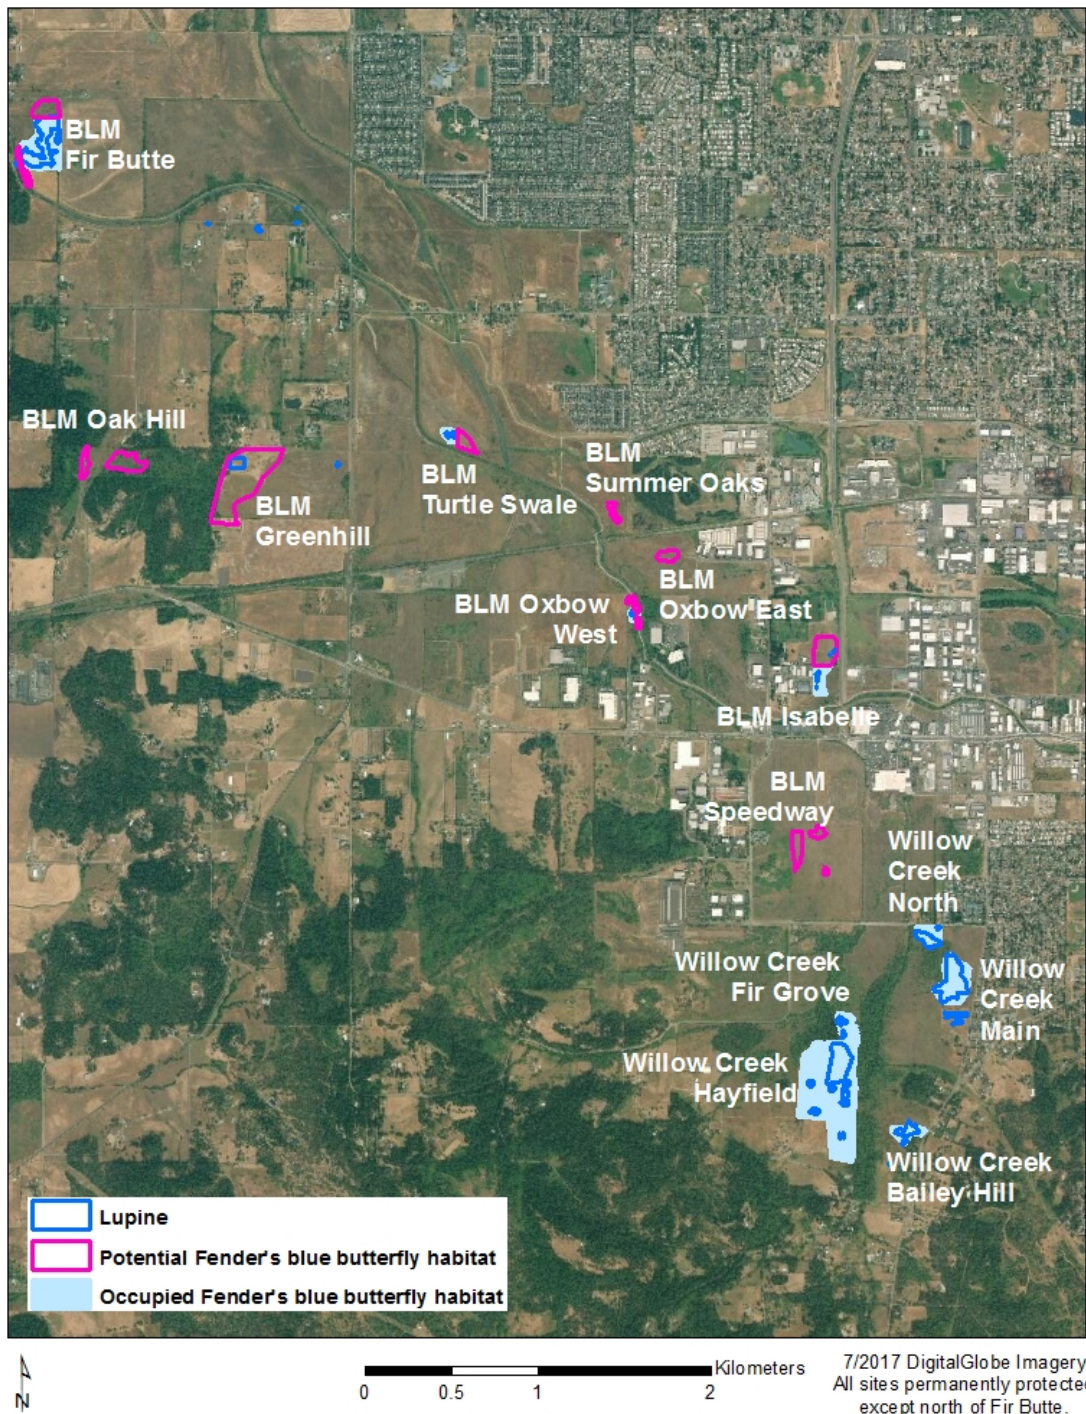 BLM
Fir Butte
BLM Oak Hill
BLM
Greenhill
BLM
Turtle Swale
BLM
Summer Oaks
BLM
Oxbow East
BLM Oxbow
West
BLM Isabelle
BLM
Speedway
Willow
Creek
North
Willow Creek
Fir Grove
Willow
Creek
Main
Willow Creek
Hayfield
Willow Creek
Bailey Hill
Lupine
Potential Fender's blue butterfly habitat
Occupied Fender's blue butterfly habitat
N
Kilometers
0 0.5 1 2
7/2017 DigitalGlobe Imagery
All sites permanently protected
except north of Fir Butte.